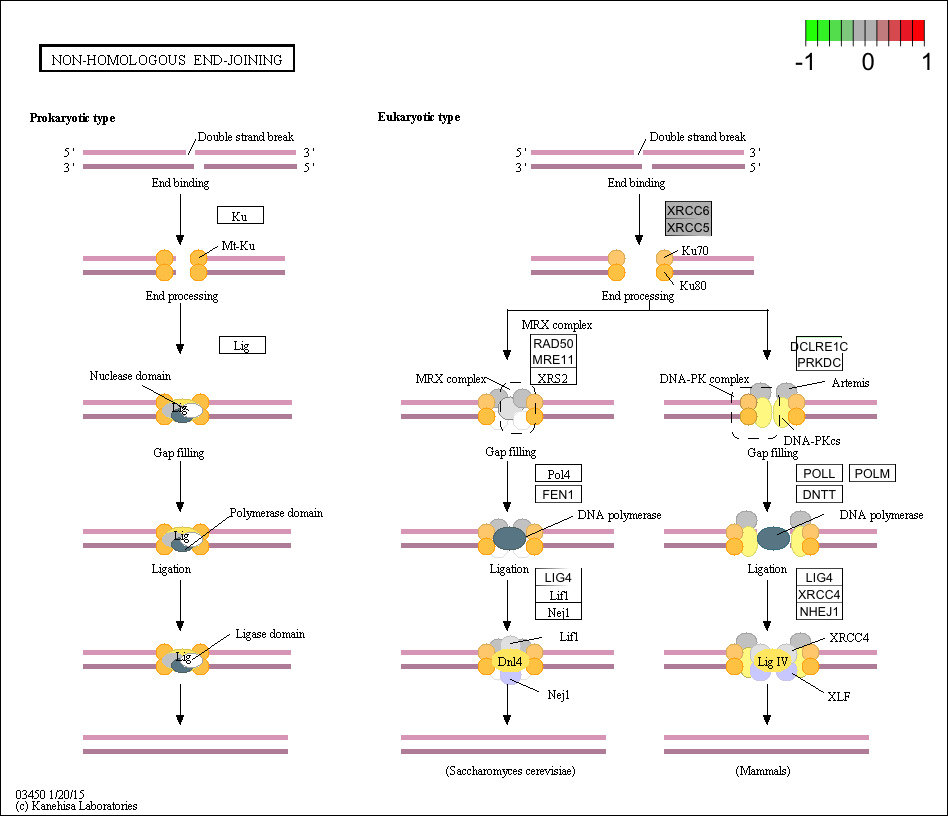 -1 0 1
NON-HOMOLOGOUS END-JOINING
Prokaryotic type
Double strand break
5' 3'
3' 5'
End binding
Ku
Mt-Ku
End processing
Lig
Nuclease domain
Lig
Gap filling
Polymerase domain
Lig
Ligation
Ligase domain
Lig
Eukaryotic type
Double strand break
5' 3'
3' 5'
End binding
XRCC6
XRCC5
Ku70
Ku80
End processing
MRX complex
RAD50
MRE11
XRS2
MRX complex
Gap filling
Pol4
FEN1
DNA polymerase
Ligation
LIG4
Lif1
Nej1
Lif1
Dnl4
Nej1
(Saccharomyces cerevisiae)
DCLRE1C
PRKDC
DNA-PK complex
Artemis
DNA-PKcs
Gap filling
POLL POLM
DNTT
DNA polymerase
Ligation
LIG4
XRCC4
NHEJ1
XRCC4
Lig IV
XLF
(Mammals)
03450 1/20/15
(c) Kanehisa Laboratories